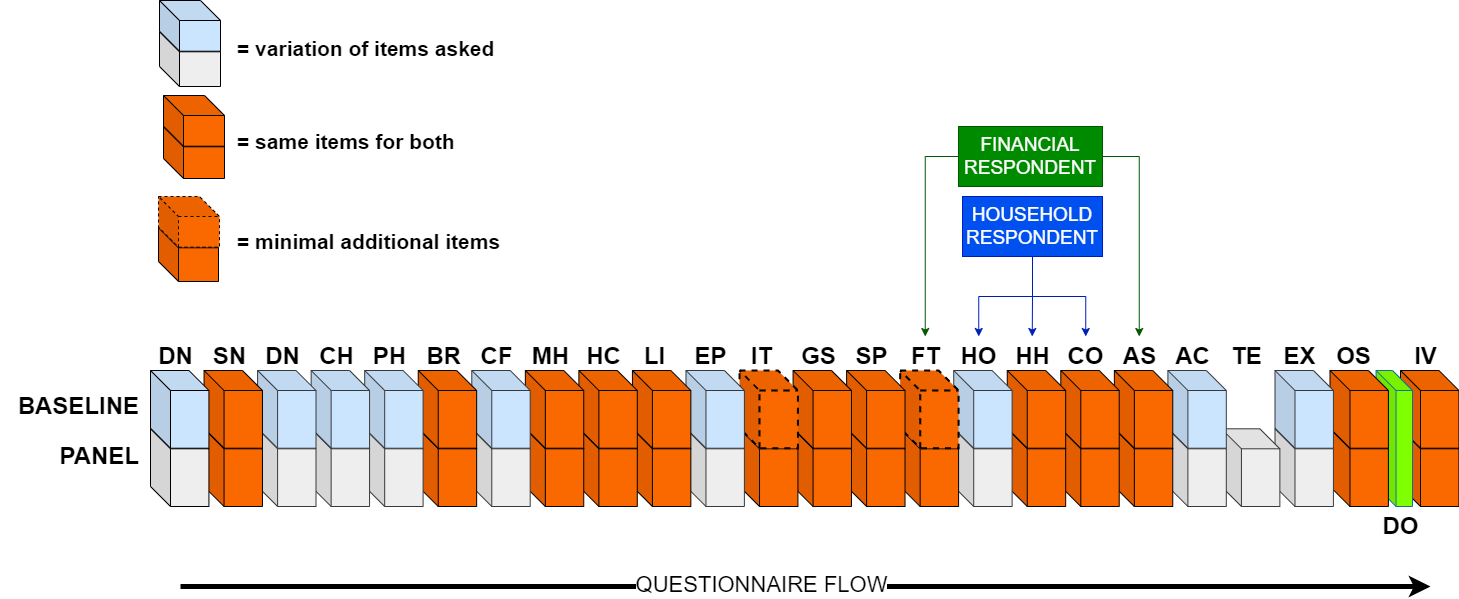 = variation of items asked
= same items for both
= minimal additional items
FINANCIAL
RESPONDENT
HOUSEHOLD
RESPONDENT
DN SN DN CH PH BR CF MH HC LI EP IT GS SP FT HO HH CO AS AC TE EX OS IV
BASELINE
PANEL
DO
QUESTIONNAIRE FLOW